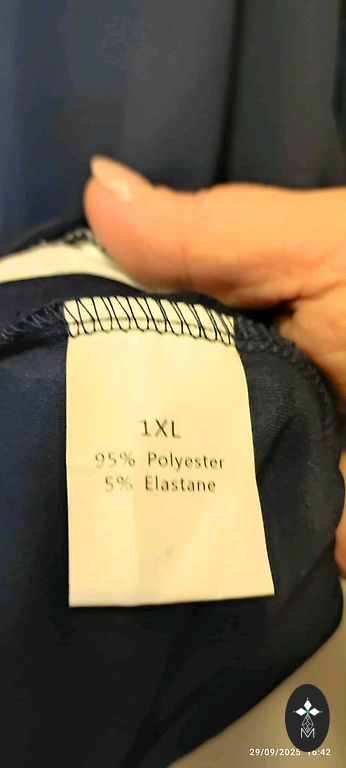 1XL
95% Polyester
5% Elastane
29/09/2025 16:42